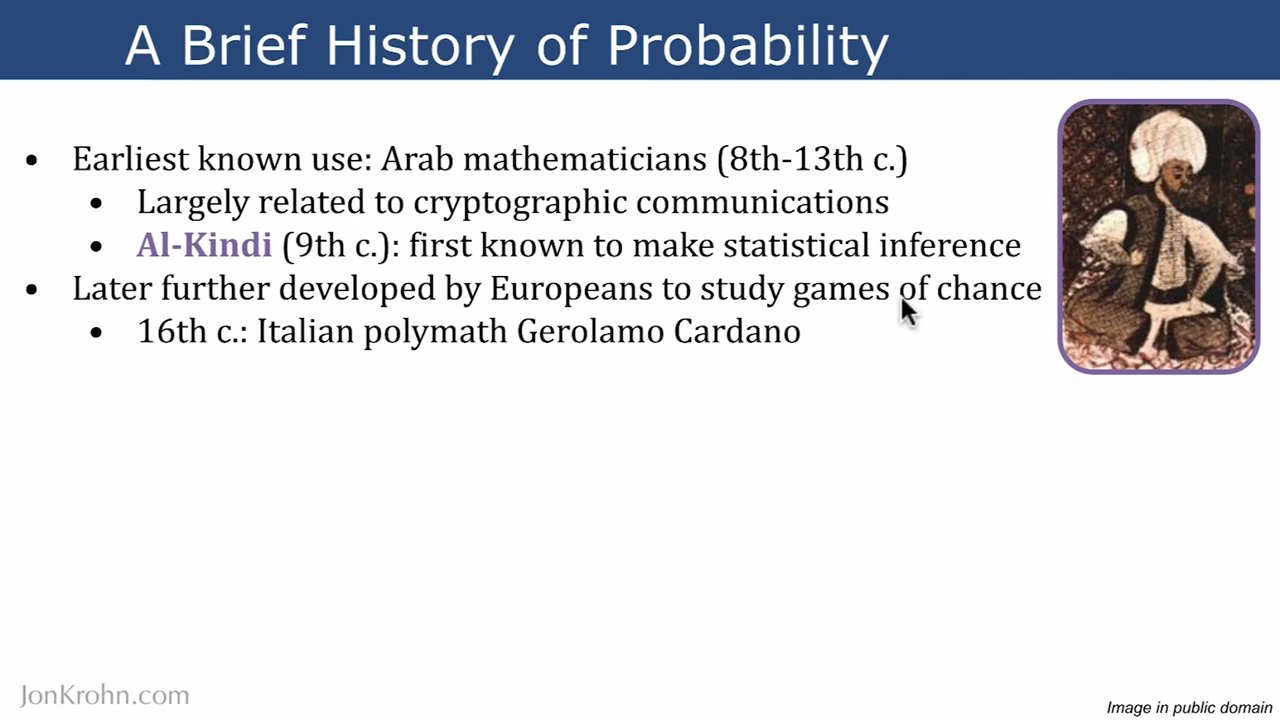 A Brief History of Probability
• Earliest known use: Arab mathematicians (8th-13th c.)
• Largely related to cryptographic communications
• Al-Kindi (9th c.): first known to make statistical inference
• Later further developed by Europeans to study games of chance
• 16th c.: Italian polymath Gerolamo Cardano
JonKrohn.com
Image in public domain